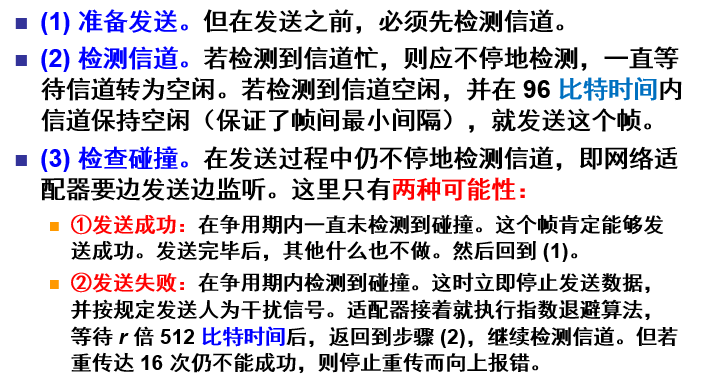 (1) 准备发送。但在发送之前，必须先检测信道。
(2) 检测信道。若检测到信道忙，则应不停地检测，一直等
待信道转为空闲。若检测到信道空闲，并在 96 比特时间内
信道保持空闲（保证了帧间最小间隔），就发送这个帧。
(3) 检查碰撞。在发送过程中仍不停地检测信道，即网络适
配器要边发送边监听。这里只有两种可能性：
①发送成功：在争用期内一直未检测到碰撞。这个帧肯定能够发
送成功。发送完毕后，其他什么也不做。然后回到 (1)。
②发送失败：在争用期内检测到碰撞。这时立即停止发送数据，
并按规定发送人为干扰信号。适配器接着就执行指数退避算法，
等待 r 倍 512 比特时间后，返回到步骤 (2)，继续检测信道。但若
重传达 16 次仍不能成功，则停止重传而向上报错。